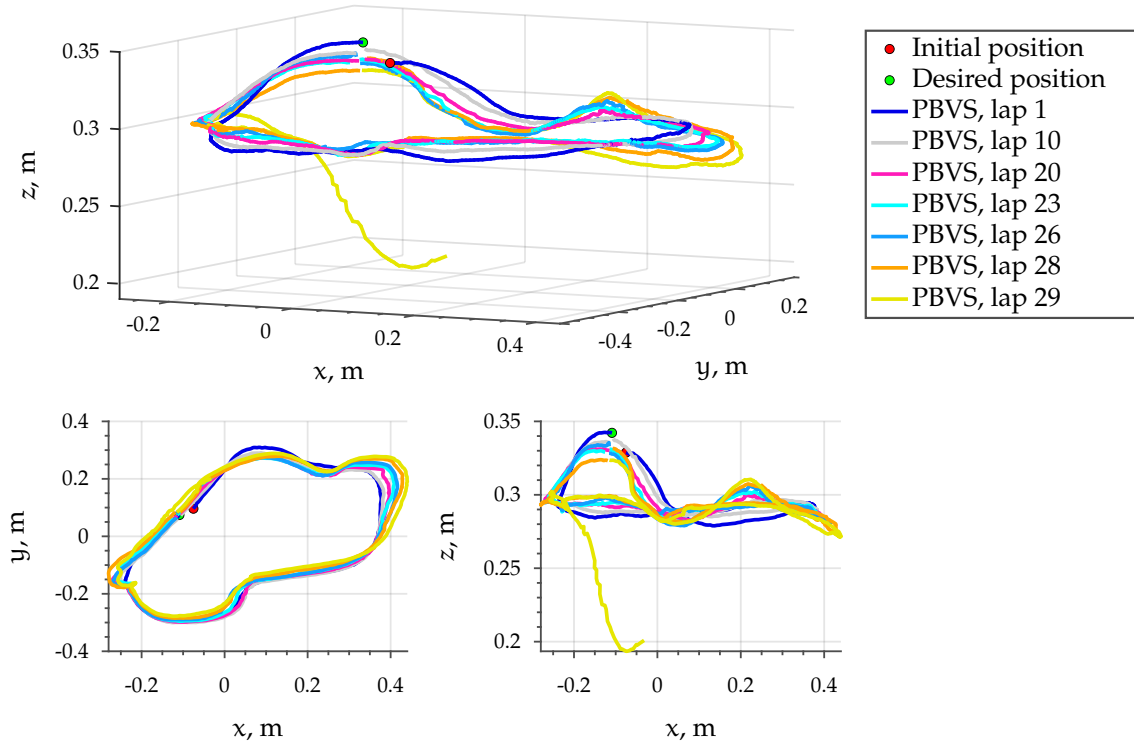 0.35
0.3
0.25
0.2
z, m
-0.2
0
0.2
0.4
x, m
-0.4
-0.2
0
0.2
y, m
Initial position
Desired position
PBVS, lap 1
PBVS, lap 10
PBVS, lap 20
PBVS, lap 23
PBVS, lap 26
PBVS, lap 28
PBVS, lap 29
0.4
0.2
0
-0.2
-0.4
y, m
-0.2
0
0.2
0.4
x, m
0.35
0.3
0.25
0.2
z, m
-0.2
0
0.2
0.4
x, m